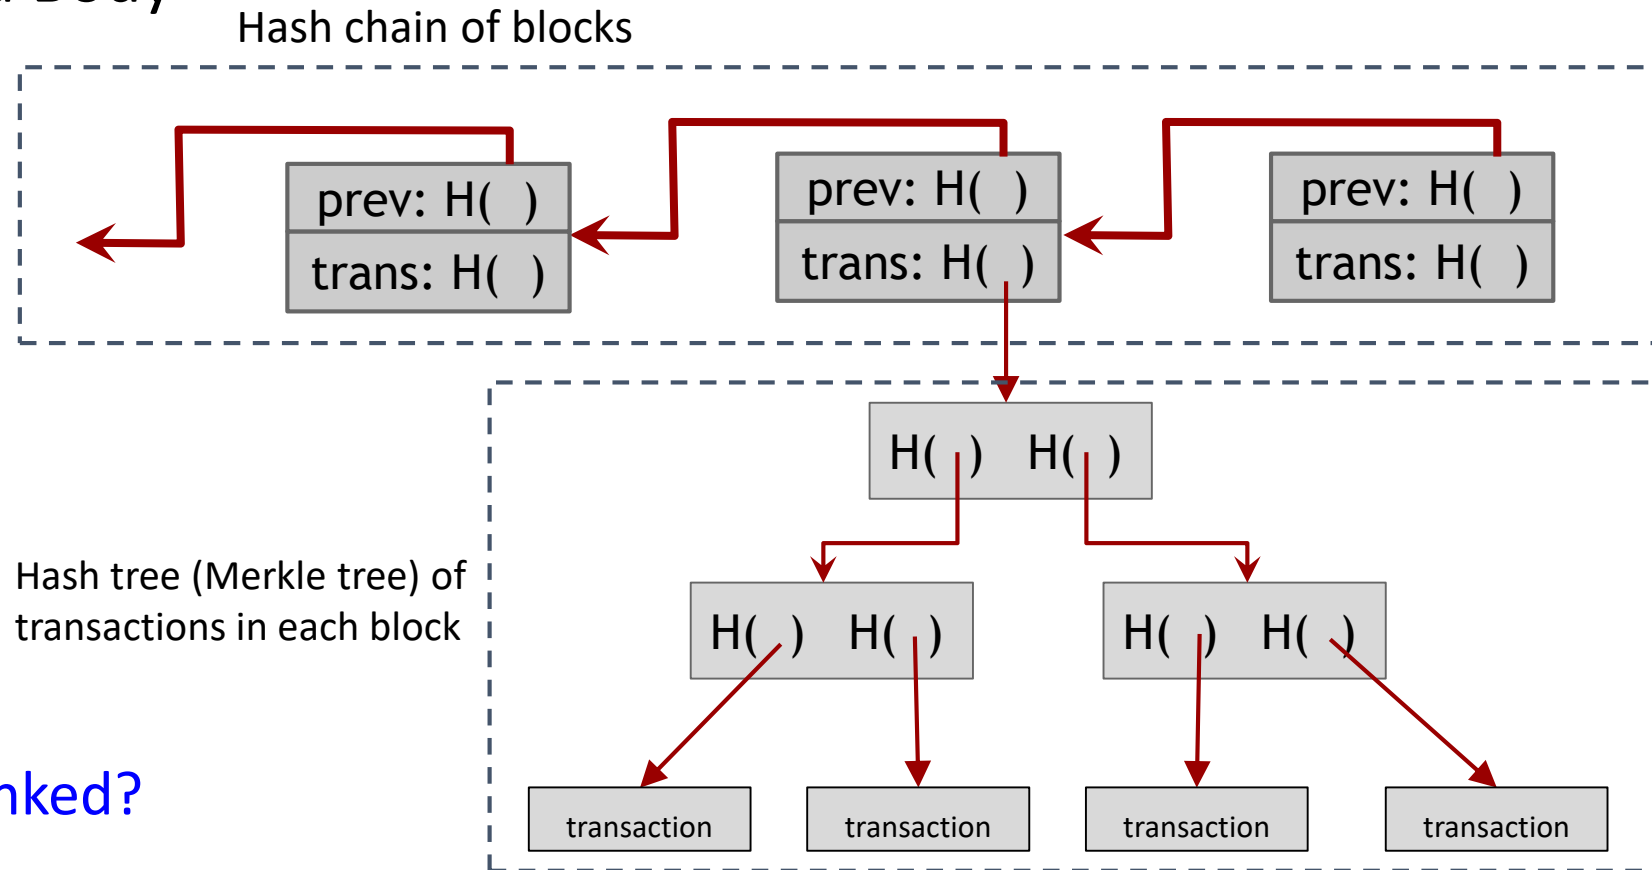 Body
Hash chain of blocks
prev: H( ) prev: H( ) prev: H( )
trans: H( ) trans: H( ) trans: H( )
H( ) H( )
Hash tree (Merkle tree) of
transactions in each block
H( ) H( ) H( ) H( )
nked?
transaction transaction transaction transaction